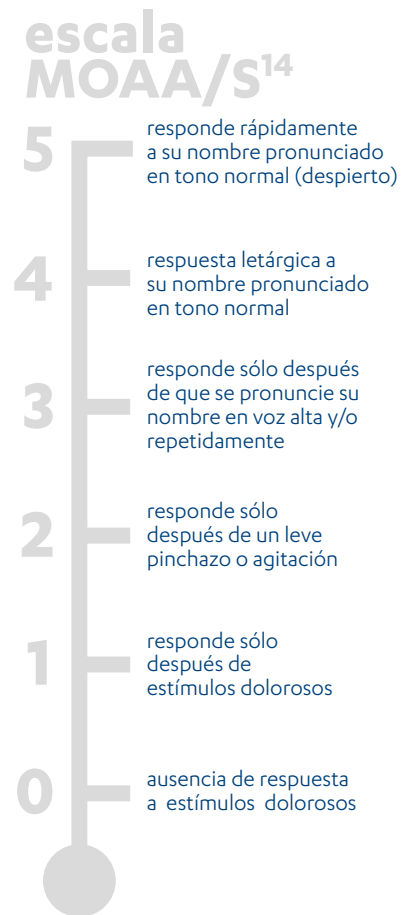 escala
MOAA/S14
5
responde rápidamente
a su nombre pronunciado
en tono normal (despierto)
4
respuesta letárgica a
su nombre pronunciado
en tono normal
3
responde sólo después
de que se pronuncie su
nombre en voz alta y/o
repetidamente
2
responde sólo
después de un leve
pinchazo o agitación
1
responde sólo
después de
estímulos dolorosos
0
ausencia de respuesta
a estímulos dolorosos